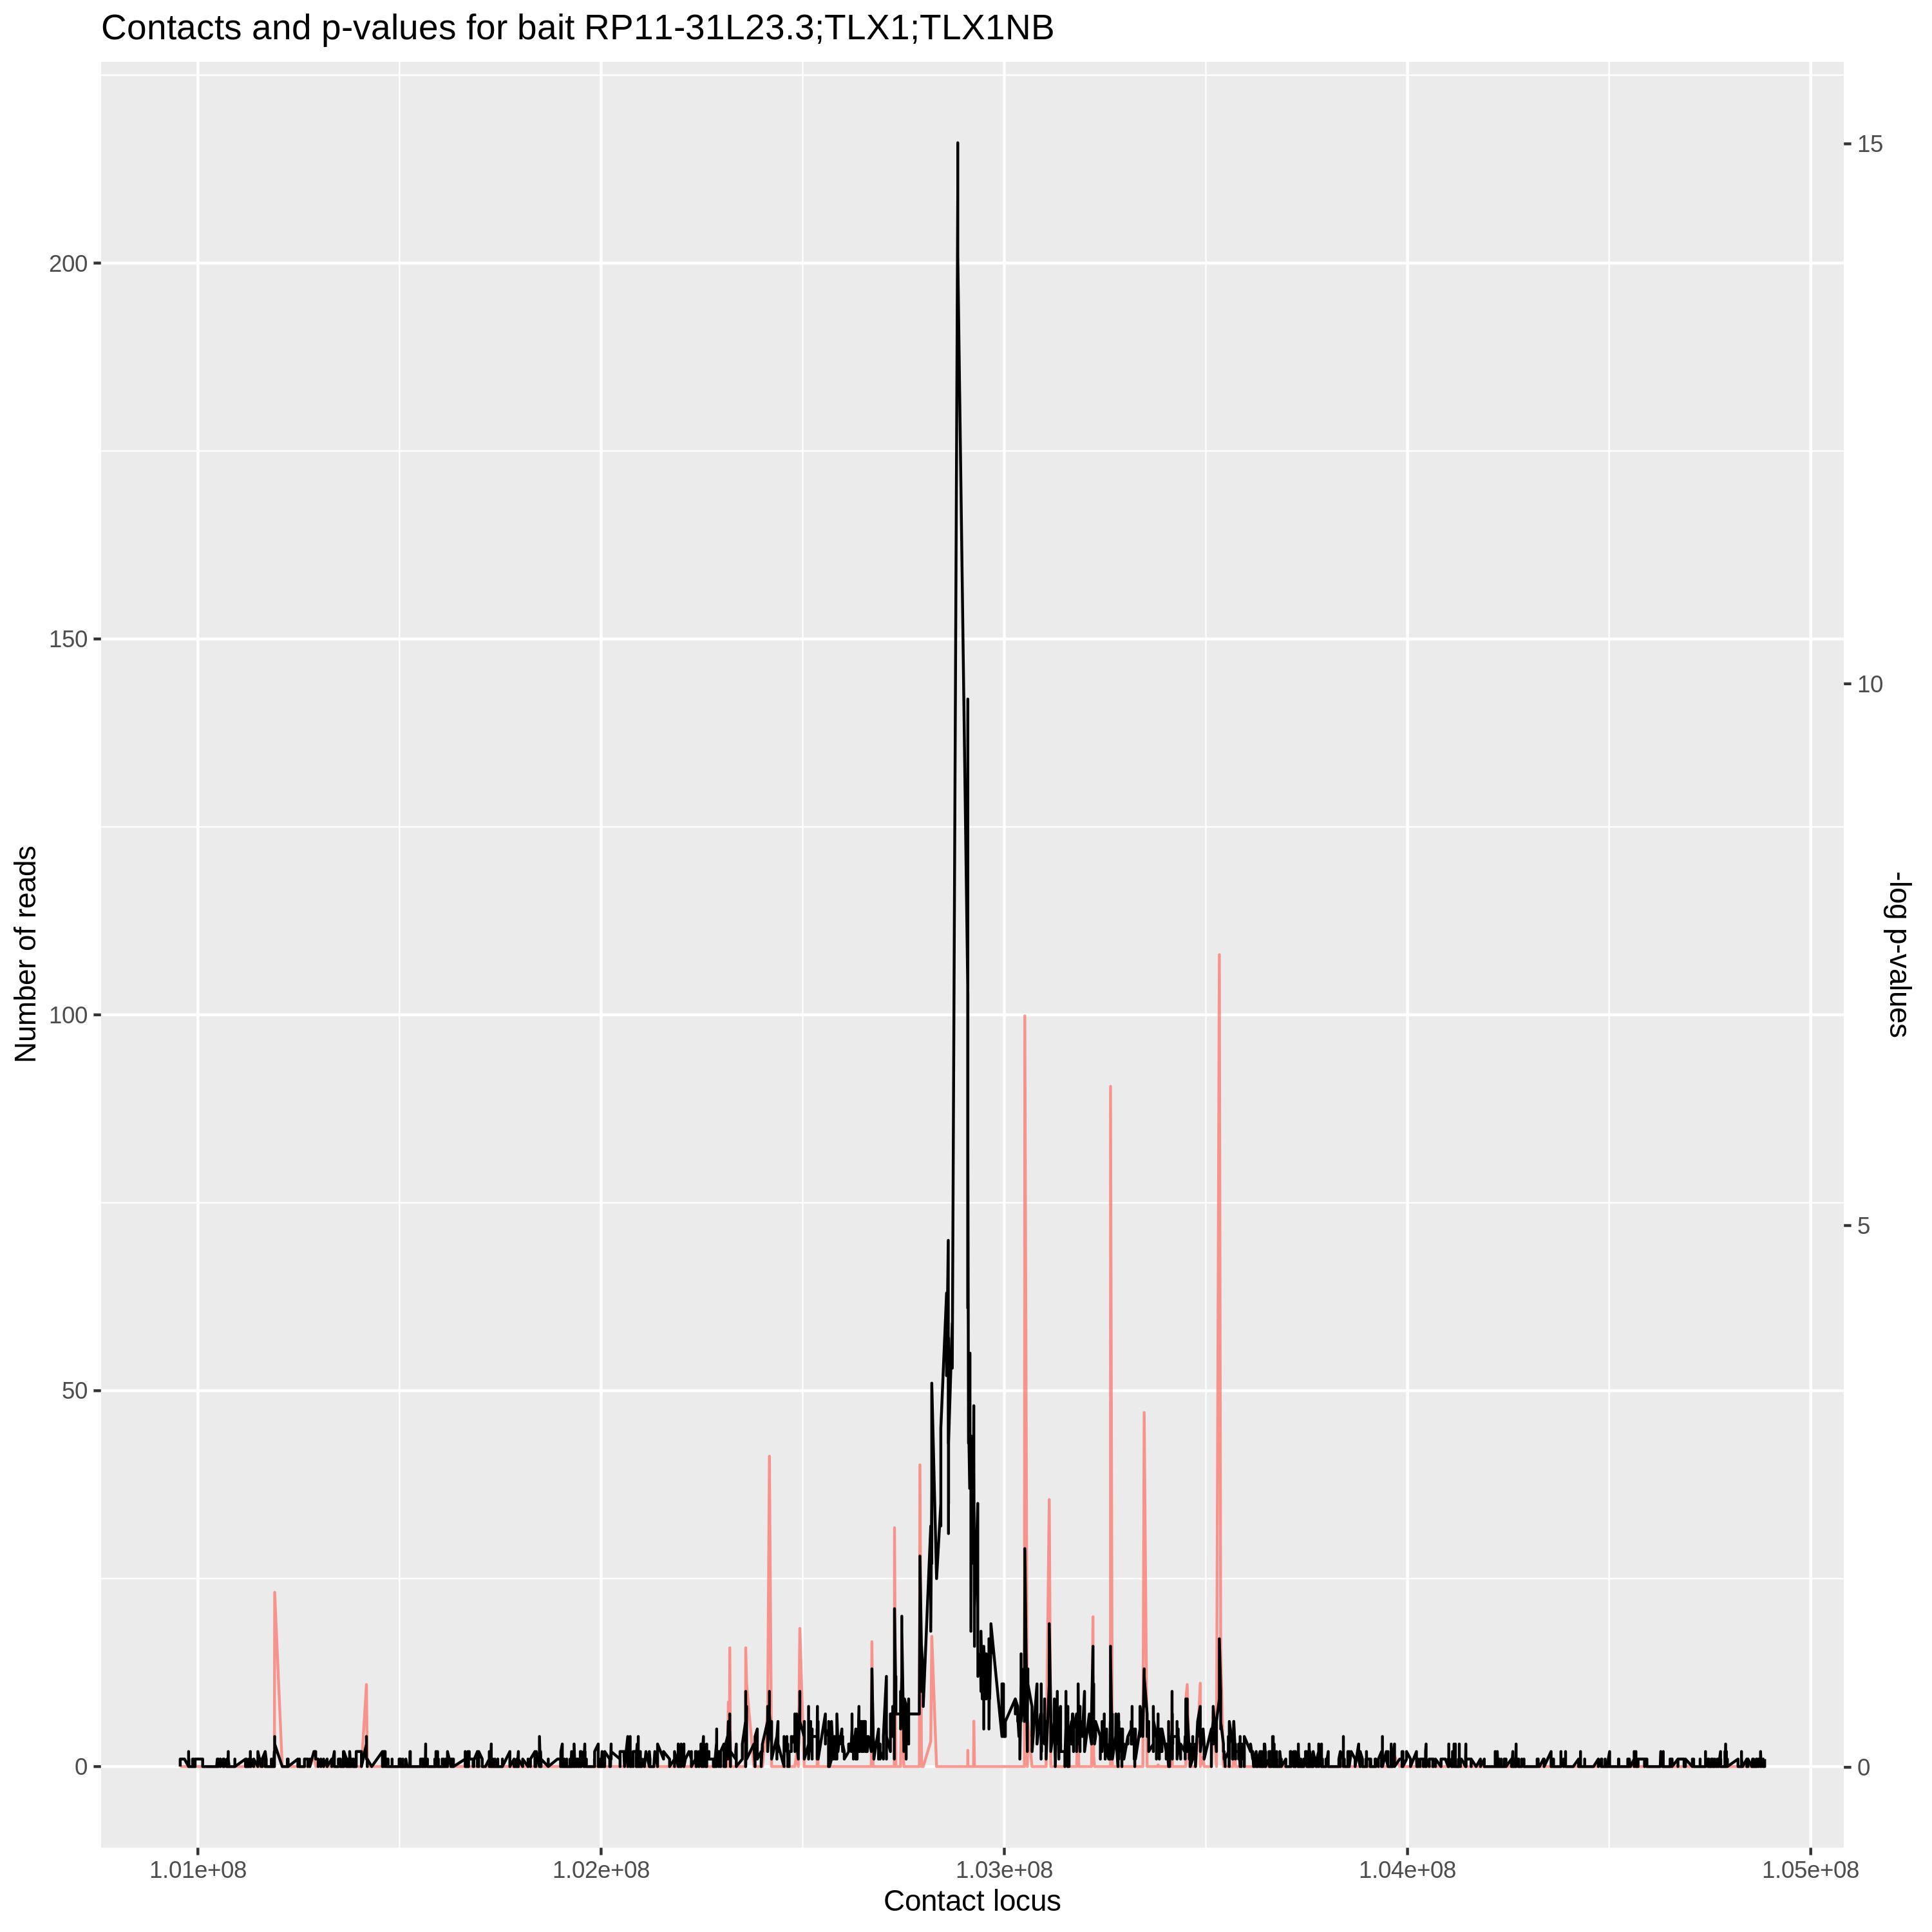 Contacts and p-values for bait RP11-31L23.3;TLX1;TLX1NB
15
200
150
10
Number of reads
-log p-values
100
5
50
0
0
1.01e+08
1.02e+08
1.03e+08
1.04e+08
1.05e+08
Contact locus